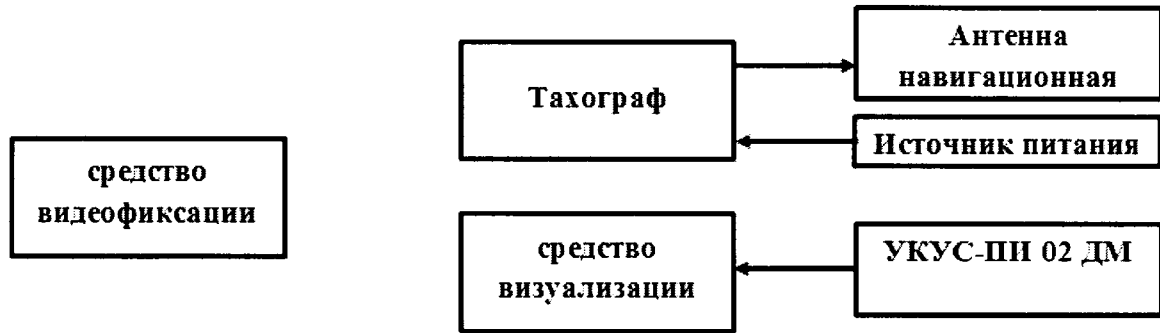 Антенна
навигационная
Тахограф
Источник питания
средство
видеофиксации
средство
визуализации
УКУС-ПИ 02 ДМ